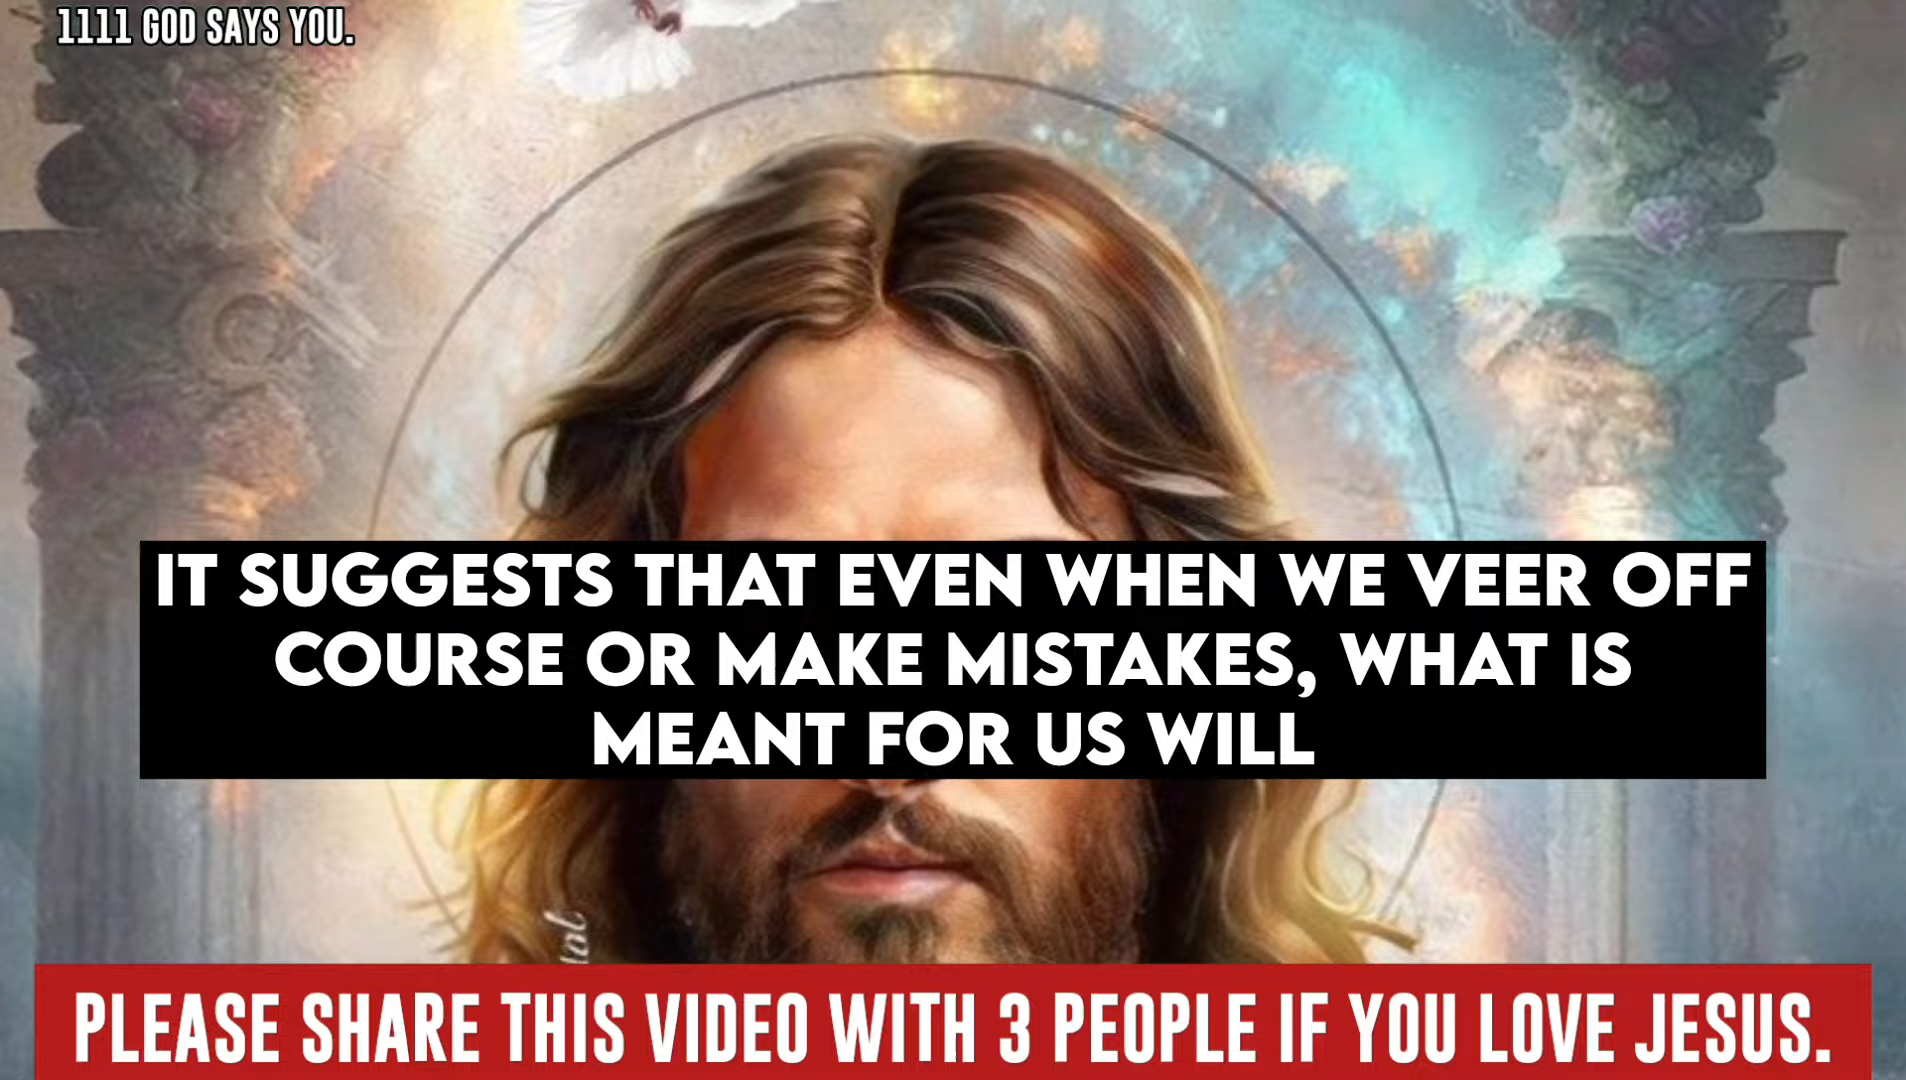 1111 GOD SAYS YOU.
IT SUGGESTS THAT EVEN WHEN WE VEER OFF
COURSE OR MAKE MISTAKES, WHAT IS
MEANT FOR US WILL
PLEASE SHARE THIS VIDEO WITH 3 PEOPLE IF YOU LOVE JESUS.